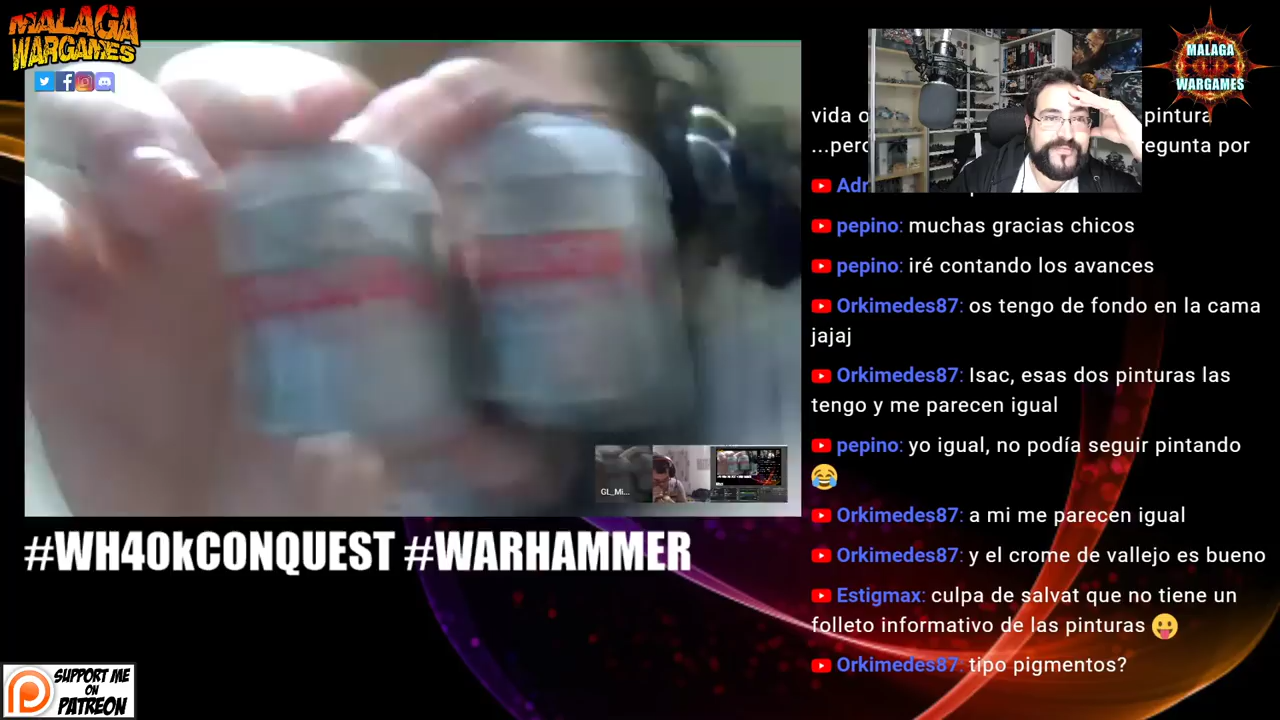 MALAGA
WARGAMES
MALAGA
WARGAMES
vida o
pintura
...perc
regunta por
Adr
pepino: muchas gracias chicos
pepino: iré contando los avances
Orkimedes87: os tengo de fondo en la cama
jajaj
Orkimedes87: Isac, esas dos pinturas las
tengo y me parecen igual
pepino: yo igual, no podía seguir pintando
😂
Orkimedes87: a mi me parecen igual
Orkimedes87: y el crome de vallejo es bueno
Estigmax: culpa de salvat que no tiene un
folleto informativo de las pinturas 😛
Orkimedes87: tipo pigmentos?
GL_Mi...
#WH40kCONQUEST #WARHAMMER
SUPPORT ME
ON
PATREON